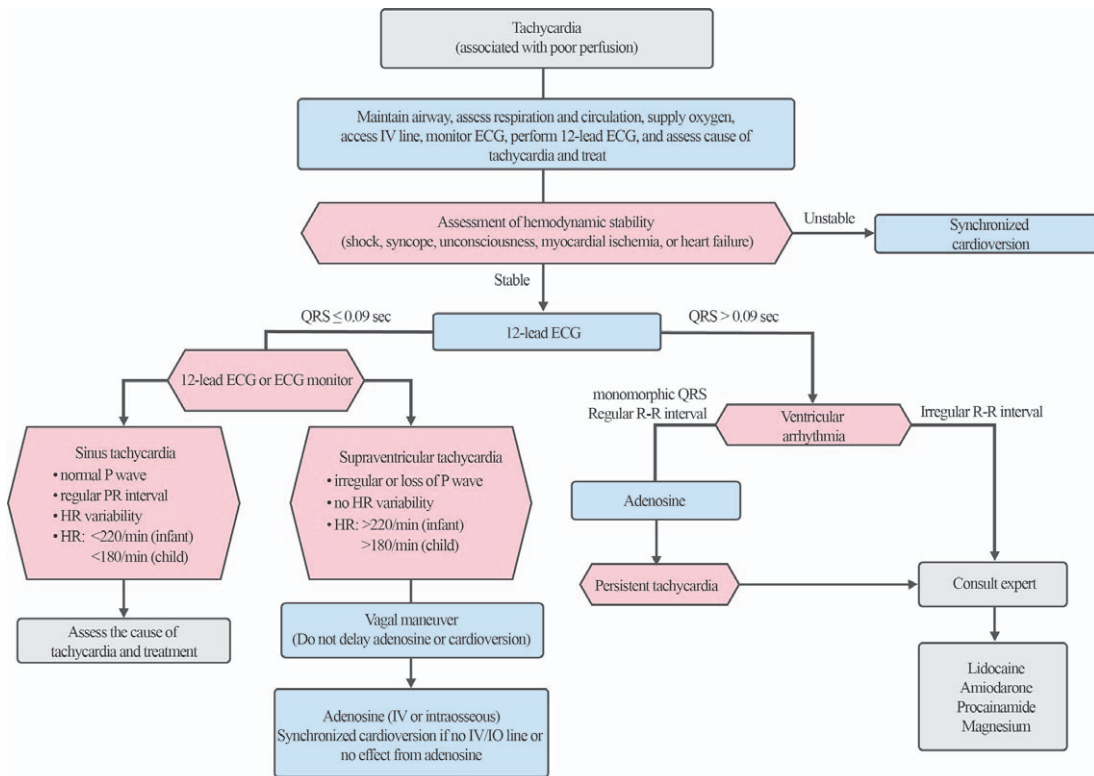 Tachycardia
(associated with poor perfusion)
Maintain airway, assess respiration and circulation, supply oxygen,
access IV line, monitor ECG, perform 12-lead ECG, and assess cause of
tachycardia and treat
Assessment of hemodynamic stability
(shock, syncope, unconsciousness, myocardial ischemia, or heart failure)
Unstable
Synchronized
cardioversion
Stable
QRS ≤ 0.09 sec
12-lead ECG
QRS > 0.09 sec
12-lead ECG or ECG monitor
monomorphic QRS
Regular R-R interval
Ventricular
arrhythmia
Irregular R-R interval
Sinus tachycardia
• normal P wave
• regular PR interval
• HR variability
• HR: <220/min (infant)
<180/min (child)
Supraventricular tachycardia
• irregular or loss of P wave
• no HR variability
• HR: >220/min (infant)
>180/min (child)
Adenosine
Persistent tachycardia
Consult expert
Assess the cause of
tachycardia and treatment
Vagal maneuver
(Do not delay adenosine or cardioversion)
Lidocaine
Amiodarone
Procainamide
Magnesium
Adenosine (IV or intraosseous)
Synchronized cardioversion if no IV/IO line or
no effect from adenosine